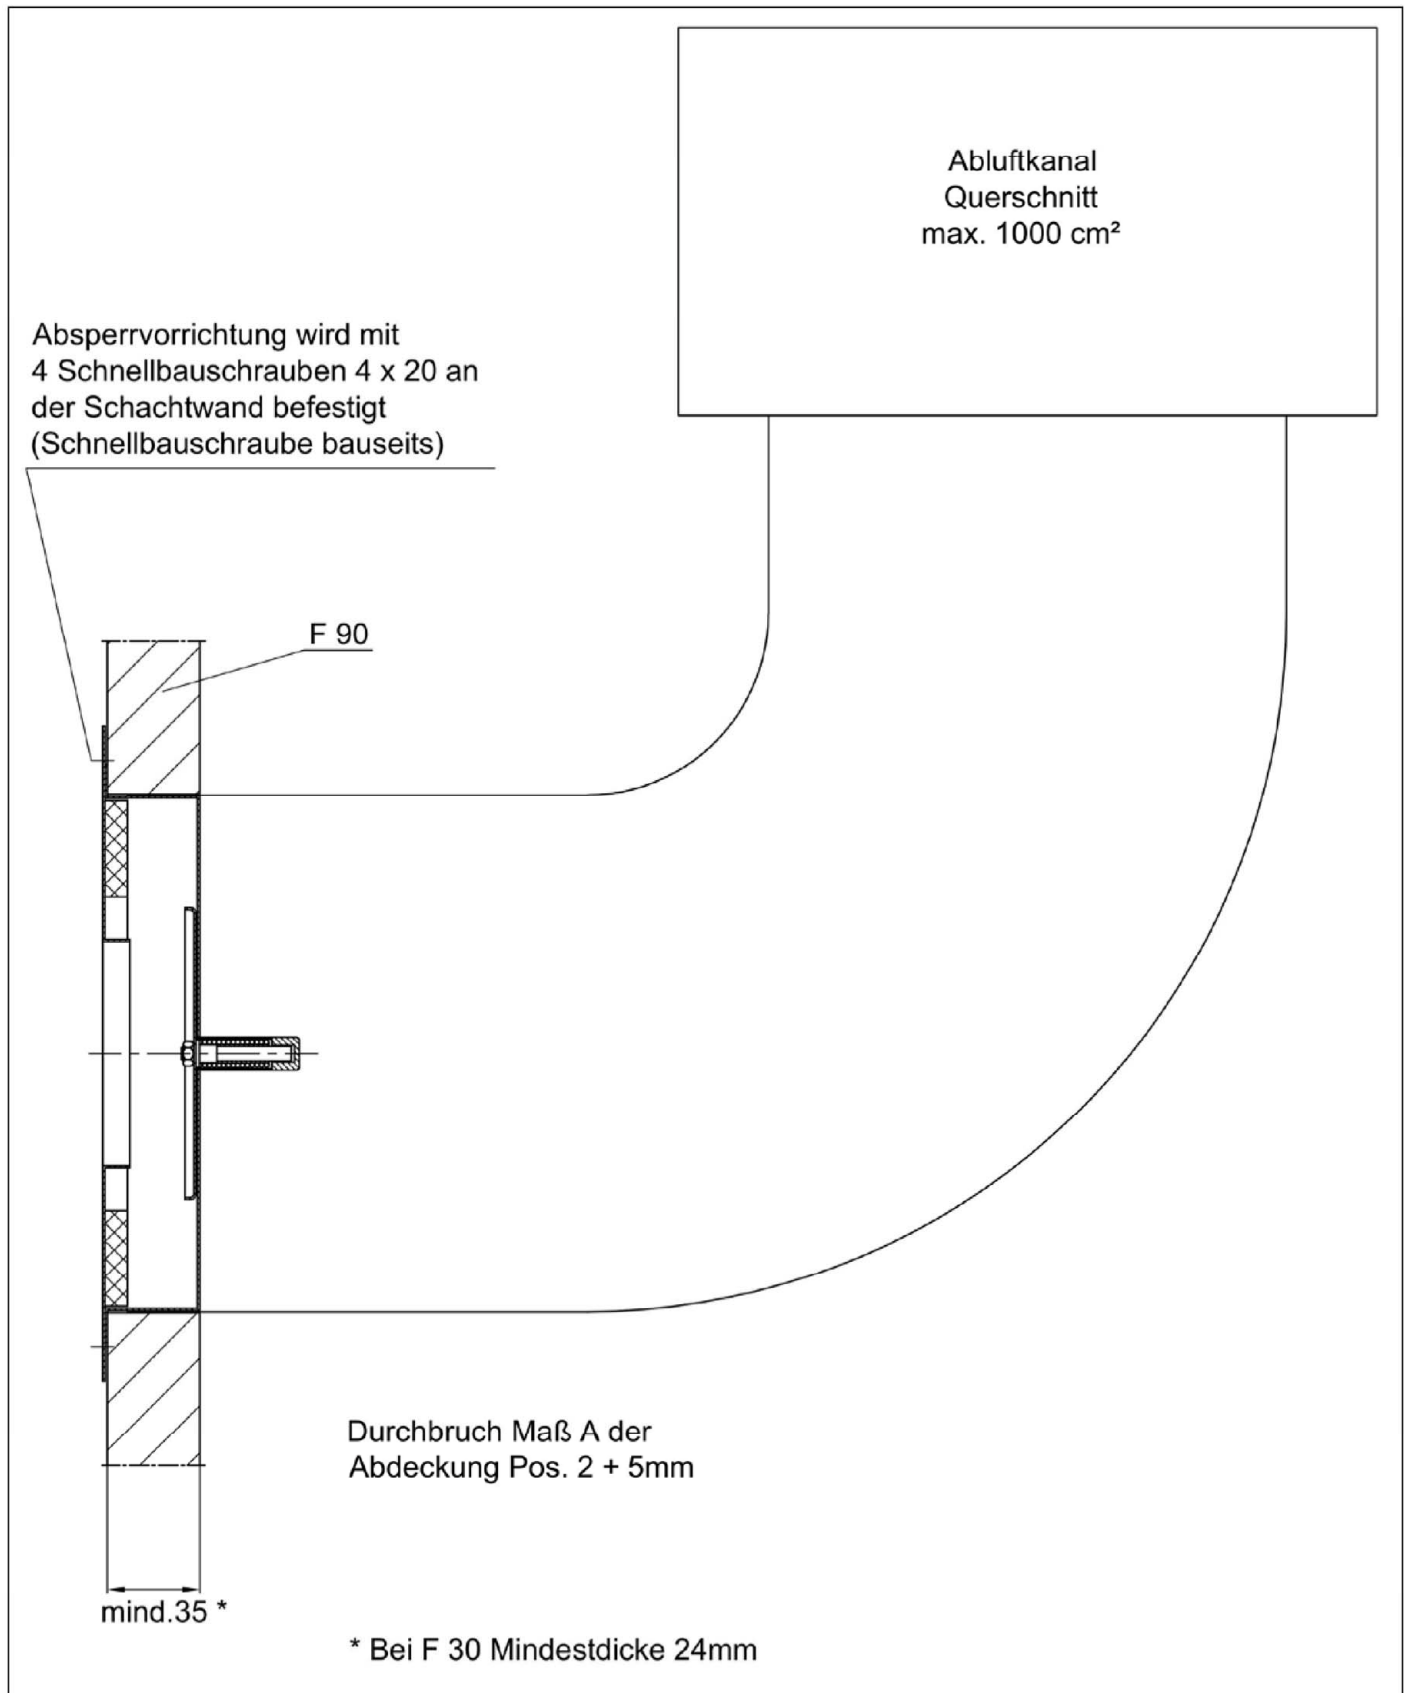 Abluftkanal
Querschnitt
max. 1000 cm²
Absperrvorrichtung wird mit
4 Schnellbauschrauben 4 x 20 an
der Schachtwand befestigt
(Schnellbauschraube bauseits)
F 90
Durchbruch Maß A der
Abdeckung Pos. 2 + 5mm
mind.35 *
* Bei F 30 Mindestdicke 24mm